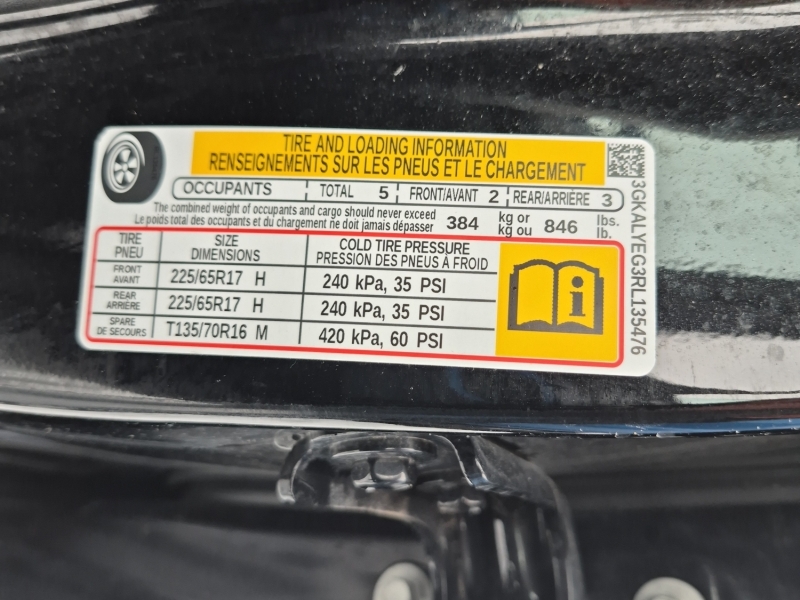 TIRE AND LOADING INFORMATION
RENSEIGNEMENTS SUR LES PNEUS ET LE CHARGEMENT
OCCUPANTS TOTAL 5 FRONT/AVANT 2 REAR/ARRIÈRE 3
The combined weight of occupants and cargo should never exceed 384 kg or 846 lbs.
Le poids total des occupants et du chargement ne doit jamais dépasser kg ou lb.
TIRE SIZE COLD TIRE PRESSURE
PNEU DIMENSIONS PRESSION DES PNEUS À FROID
FRONT
AVANT 225/65R17 H 240 kPa, 35 PSI
REAR
ARRIÈRE 225/65R17 H 240 kPa, 35 PSI
SPARE
DE SECOURS T135/70R16 M 420 kPa, 60 PSI
i
3GKALYEG3RL135476